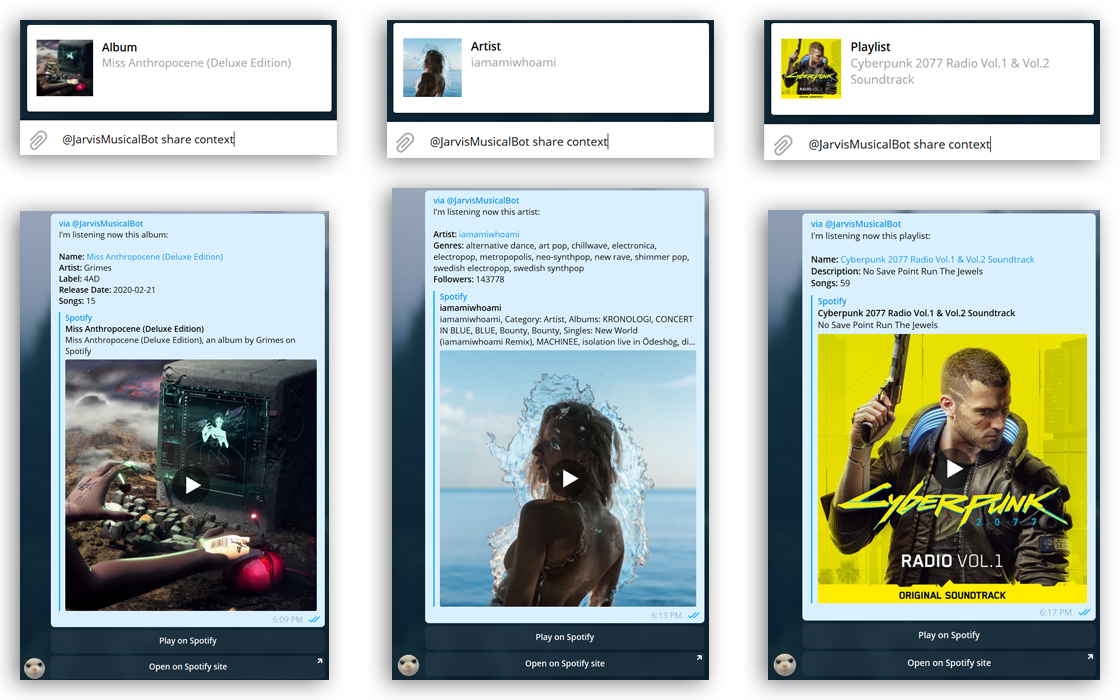 Album
Miss Anthropocene (Deluxe Edition)
@JarvisMusicalBot share context
Artist
iamamiwhoami
@JarvisMusicalBot share context
Playlist
Cyberpunk 2077 Radio Vol.1 & Vol.2
Soundtrack
@JarvisMusicalBot share context
via @JarvisMusicalBot
I'm listening now this album:
Name: Miss Anthropocene (Deluxe Edition)
Artist: Grimes
Label: 4AD
Release Date: 2020-02-21
Songs: 15
Spotify
Miss Anthropocene (Deluxe Edition)
Miss Anthropocene (Deluxe Edition), an album by Grimes on
Spotify
6:09 PM
Play on Spotify
Open on Spotify site
via @JarvisMusicalBot
I'm listening now this artist:
Artist: iamamiwhoami
Genres: alternative dance, art pop, chillwave, electronica,
electropop, metropopolis, neo-synthpop, new rave, shimmer pop,
swedish electropop, swedish synthpop
Followers: 143778
Spotify
iamamiwhoami
iamamiwhoami, Category: Artist, Albums: KRONOLOGI, CONCERT
IN BLUE, BLUE, Bounty, Bounty, Singles: New World
(iamamiwhoami Remix), MACHINEE, isolation live in Ödeshög, di...
6:13 PM
Play on Spotify
Open on Spotify site
via @JarvisMusicalBot
I'm listening now this playlist:
Name: Cyberpunk 2077 Radio Vol.1 & Vol.2 Soundtrack
Description: No Save Point Run The Jewels
Songs: 59
Spotify
Cyberpunk 2077 Radio Vol.1 & Vol.2 Soundtrack
No Save Point Run The Jewels
CYBERPUNK
2077
RADIO VOL.1
ORIGINAL SOUNDTRACK
6:17 PM
Play on Spotify
Open on Spotify site